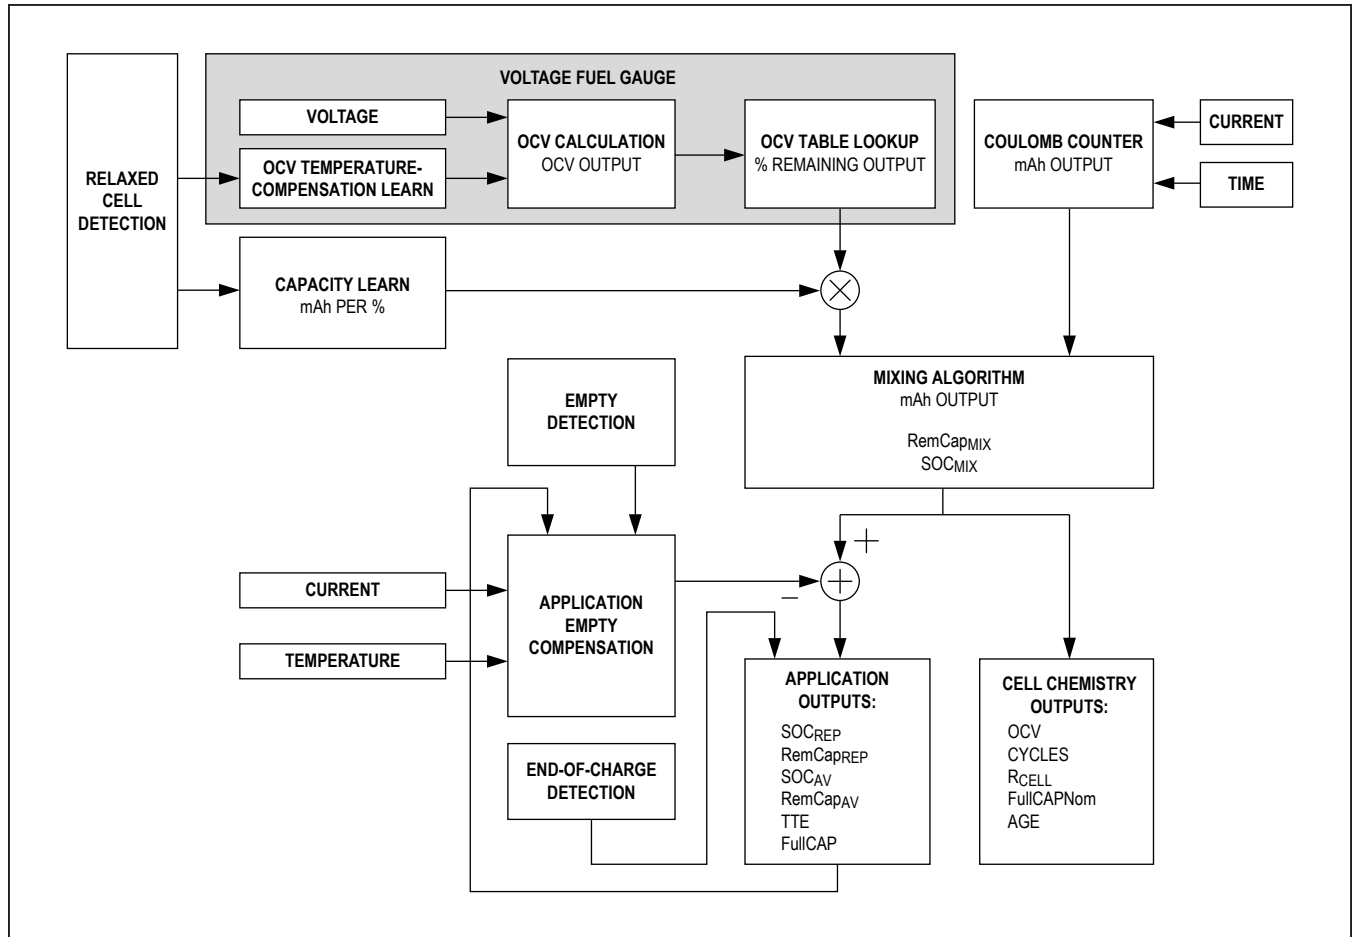 VOLTAGE FUEL GAUGE
RELAXED
CELL
DETECTION
VOLTAGE
OCV TEMPERATURE-
COMPENSATION LEARN
OCV CALCULATION
OCV OUTPUT
OCV TABLE LOOKUP
% REMAINING OUTPUT
COULOMB COUNTER
mAh OUTPUT
CURRENT
TIME
CAPACITY LEARN
mAh PER %
MIXING ALGORITHM
mAh OUTPUT
RemCapMIX
SOCMIX
EMPTY
DETECTION
CURRENT
TEMPERATURE
APPLICATION
EMPTY
COMPENSATION
+
+
–
END-OF-CHARGE
DETECTION
APPLICATION
OUTPUTS:
SOCREP
RemCapREP
SOCAV
RemCapAV
TTE
FullCAP
CELL CHEMISTRY
OUTPUTS:
OCV
CYCLES
RCELL
FullCAPNom
AGE